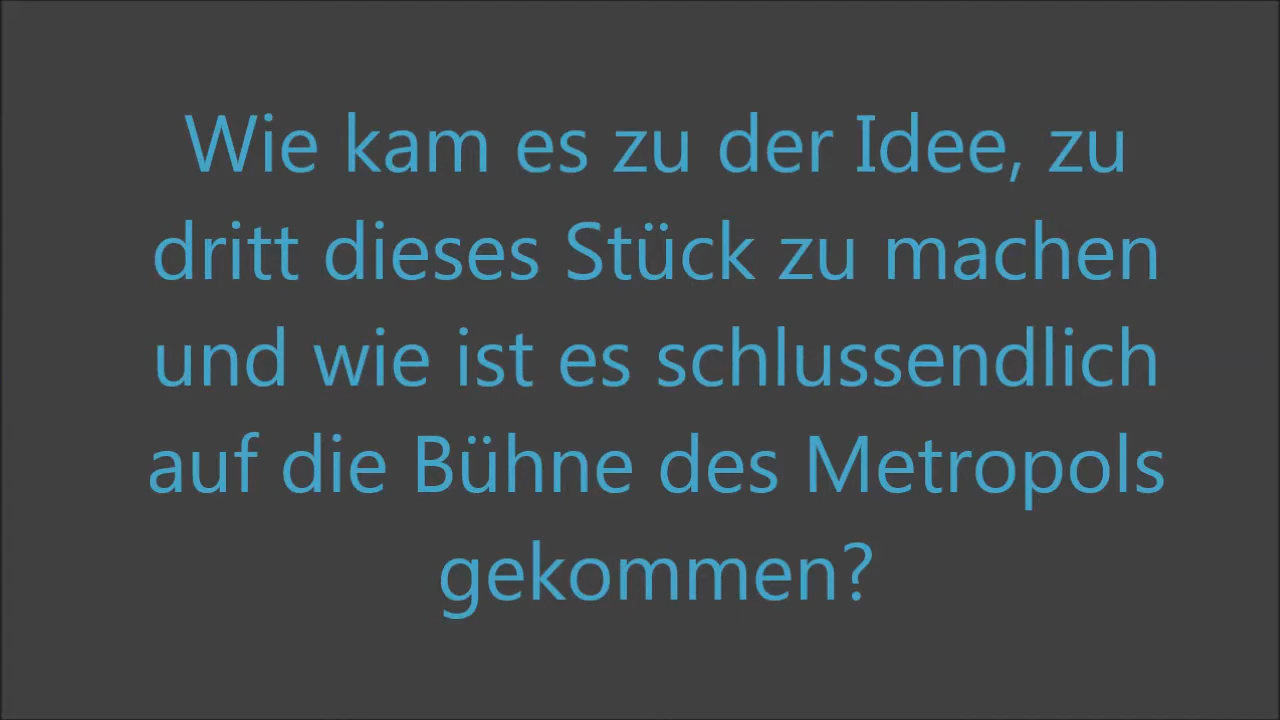 Wie kam es zu der Idee, zu
dritt dieses Stück zu machen
und wie ist es schlussendlich
auf die Bühne des Metropols
gekommen?